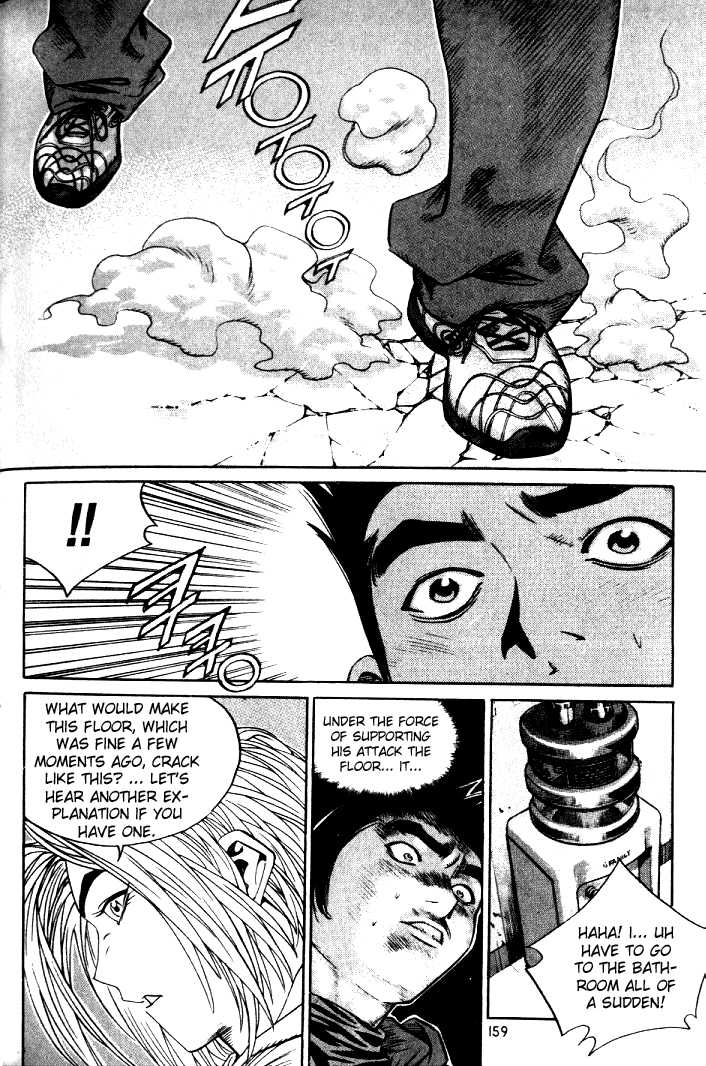 !!
WHAT WOULD MAKE
THIS FLOOR, WHICH
WAS FINE A FEW
MOMENTS AGO, CRACK
LIKE THIS? ... LET'S
HEAR ANOTHER EX-
PLANATION IF YOU
HAVE ONE.
UNDER THE FORCE
OF SUPPORTING
HIS ATTACK THE
FLOOR... IT...
HAHA! I... UH
HAVE TO GO
TO THE BATH-
ROOM ALL OF
A SUDDEN!
159